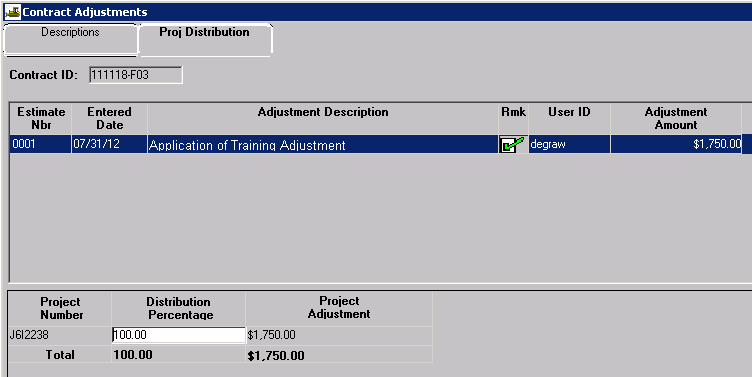 Contract Adjustments
Descriptions Proj Distribution
Contract ID: 111118-F03
Estimate Nbr Entered Date Adjustment Description Rmk User ID Adjustment Amount
0001 07/31/12 Application of Training Adjustment degraw $1,750.00
Project Number Distribution Percentage Project Adjustment
J6I2238 100.00 $1,750.00
Total 100.00 $1,750.00